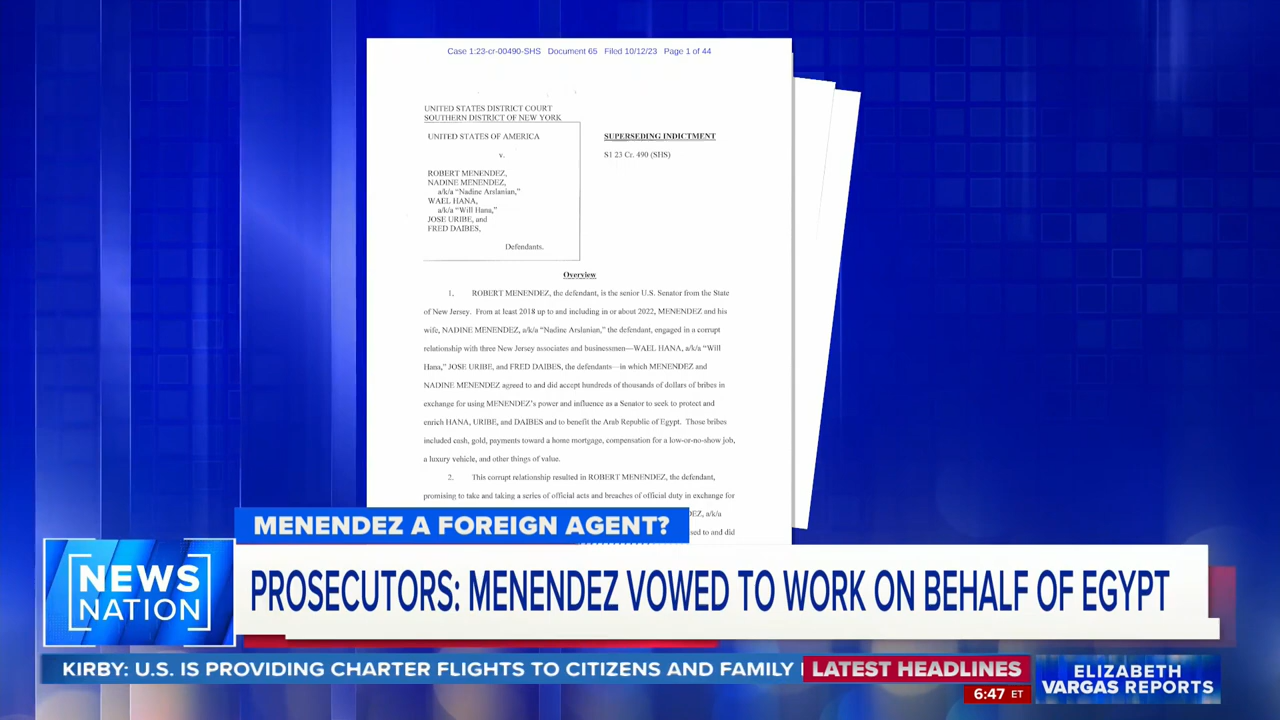 Case 1:23-cr-00490-SHS Document 65 Filed 10/12/23 Page 1 of 44
UNITED STATES DISTRICT COURT
SOUTHERN DISTRICT OF NEW YORK
UNITED STATES OF AMERICA
v.
ROBERT MENENDEZ,
NADINE MENENDEZ,
a/k/a "Nadine Arslanian,"
WAEL HANA,
a/k/a "Will Hana,"
JOSE URIBE, and
FRED DAIBES,
Defendants.
SUPERSEDING INDICTMENT
S1 23 Cr. 490 (SHS)
Overview
1. ROBERT MENENDEZ, the defendant, is the senior U.S. Senator from the State
of New Jersey. From at least 2018 up to and including in or about 2022, MENENDEZ and his
wife, NADINE MENENDEZ, a/k/a "Nadine Arslanian," the defendant, engaged in a corrupt
relationship with three New Jersey associates and businessmen—WAEL HANA, a/k/a "Will
Hana," JOSE URIBE, and FRED DAIBES, the defendants—in which MENENDEZ and
NADINE MENENDEZ agreed to and did accept hundreds of thousands of dollars of bribes in
exchange for using MENENDEZ's power and influence as a Senator to seek to protect and
enrich HANA, URIBE, and DAIBES and to benefit the Arab Republic of Egypt. Those bribes
included cash, gold, payments toward a home mortgage, compensation for a low-or-no-show job,
a luxury vehicle, and other things of value.
2. This corrupt relationship resulted in ROBERT MENENDEZ, the defendant,
promising to take and taking a series of official acts and breaches of official duty in exchange for
DEZ, a/k/a
sed to and did
MENENDEZ A FOREIGN AGENT?
NEWS
NATION
PROSECUTORS: MENENDEZ VOWED TO WORK ON BEHALF OF EGYPT
KIRBY: U.S. IS PROVIDING CHARTER FLIGHTS TO CITIZENS AND FAMILY
LATEST HEADLINES
6:47 ET
ELIZABETH
VARGAS REPORTS